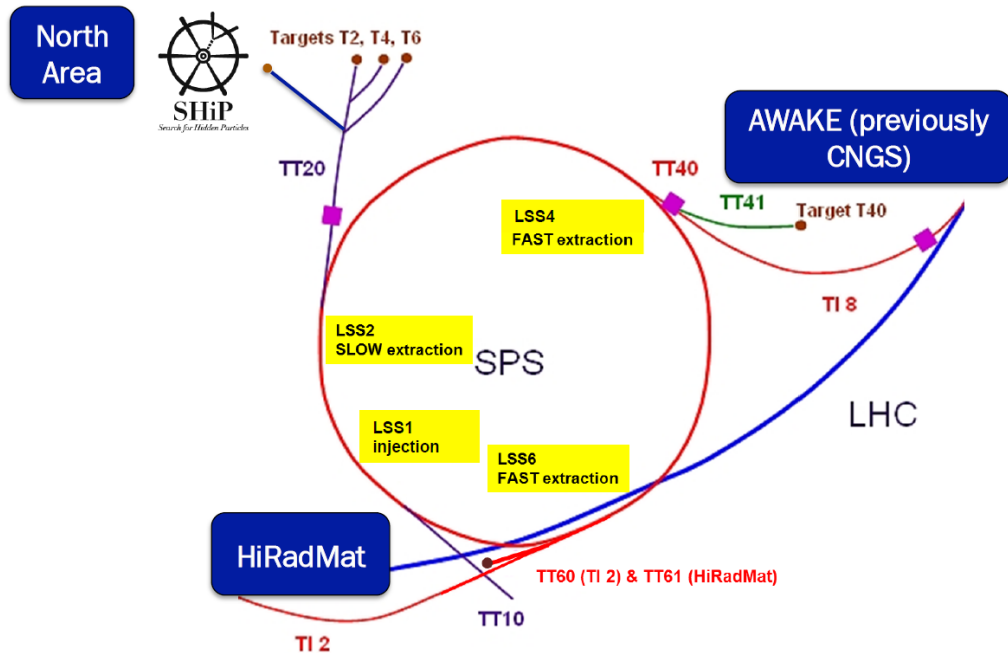 North
Area
SHiP
Search for Hidden Particles
Targets T2, T4, T6
AWAKE (previously
CNGS)
TT20
TT40
TT41
Target T40
LSS4
FAST extraction
TI 8
LSS2
SLOW extraction
SPS
LHC
LSS1
injection
LSS6
FAST extraction
HiRadMat
TT60 (TI 2) & TT61 (HiRadMat)
TT10
TI 2